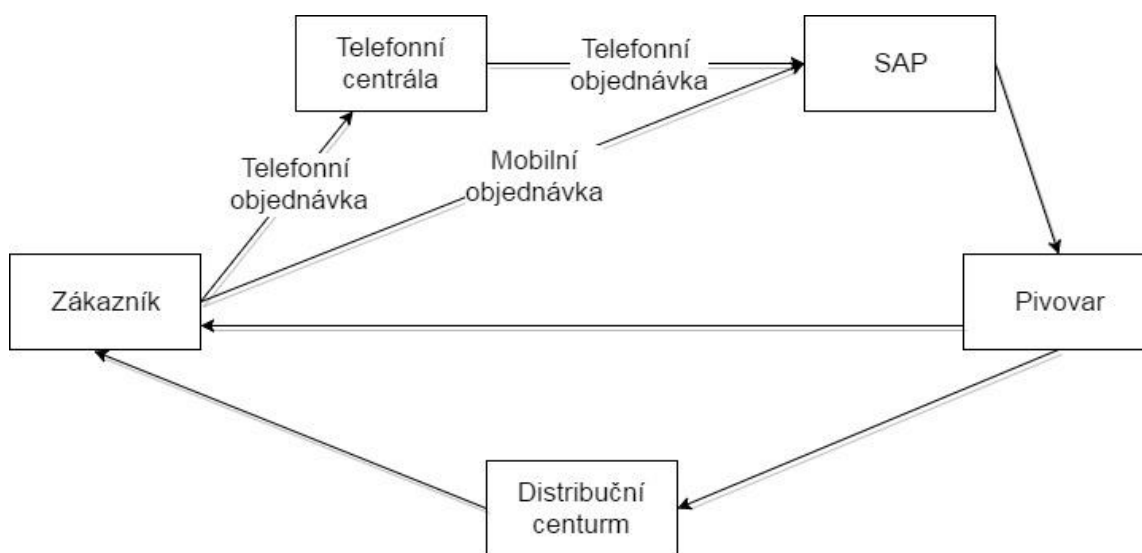 Telefonní
centrála
Telefonní
objednávka
SAP
Telefonní
objednávka
Mobilní
objednávka
Zákazník
Pivovar
Distribuční
centurm